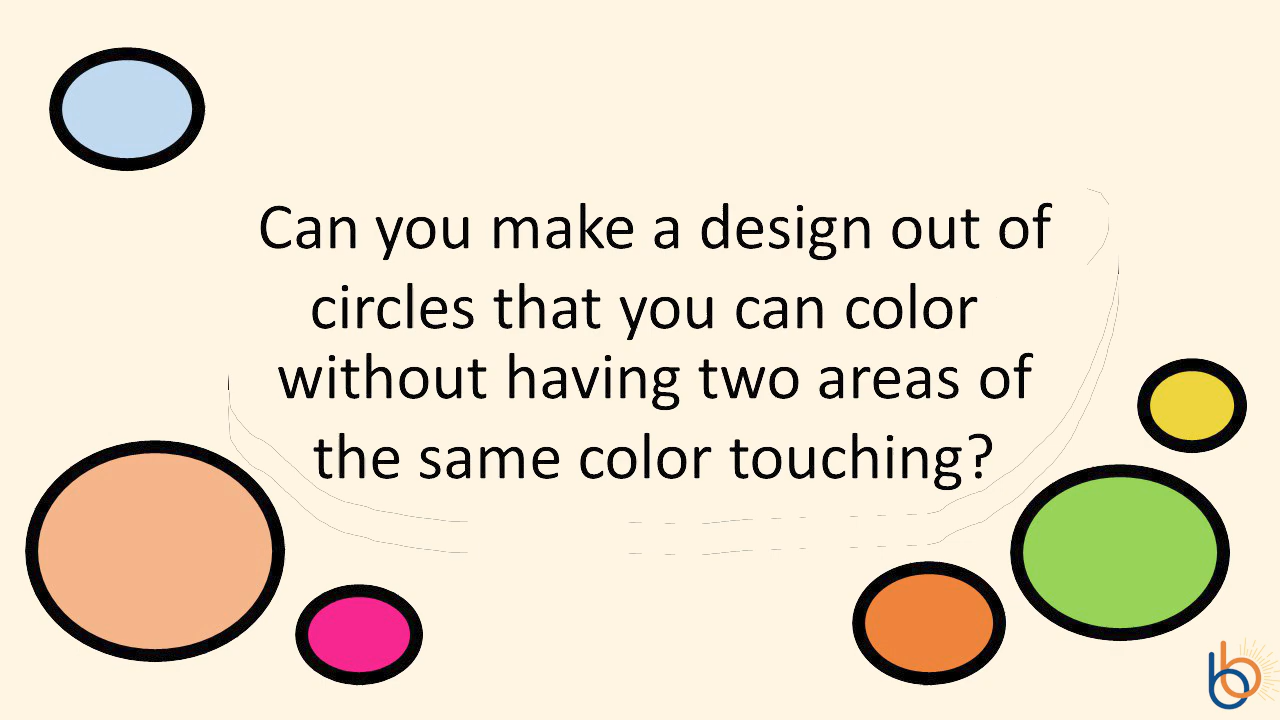 Can you make a design out of
circles that you can color
without having two areas of
the same color touching?